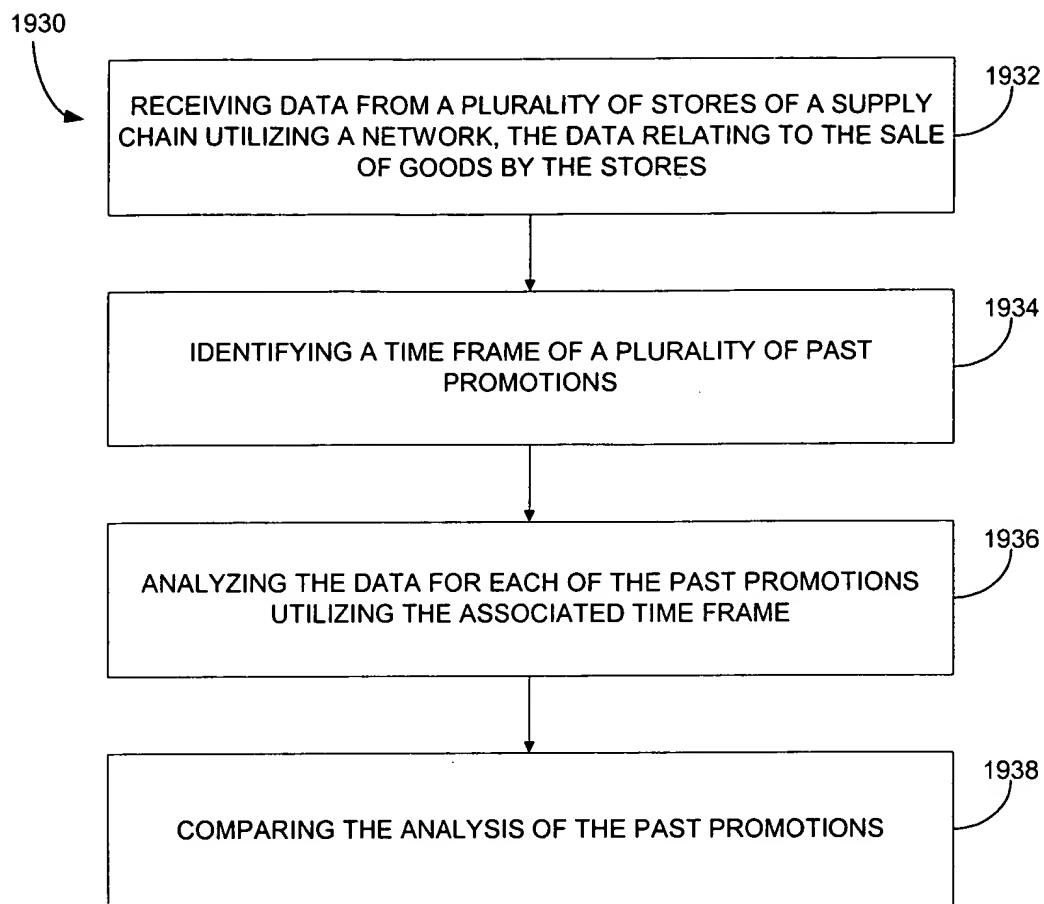 1930
1932
RECEIVING DATA FROM A PLURALITY OF STORES OF A SUPPLY
CHAIN UTILIZING A NETWORK, THE DATA RELATING TO THE SALE
OF GOODS BY THE STORES
1934
IDENTIFYING A TIME FRAME OF A PLURALITY OF PAST
PROMOTIONS
1936
ANALYZING THE DATA FOR EACH OF THE PAST PROMOTIONS
UTILIZING THE ASSOCIATED TIME FRAME
1938
COMPARING THE ANALYSIS OF THE PAST PROMOTIONS